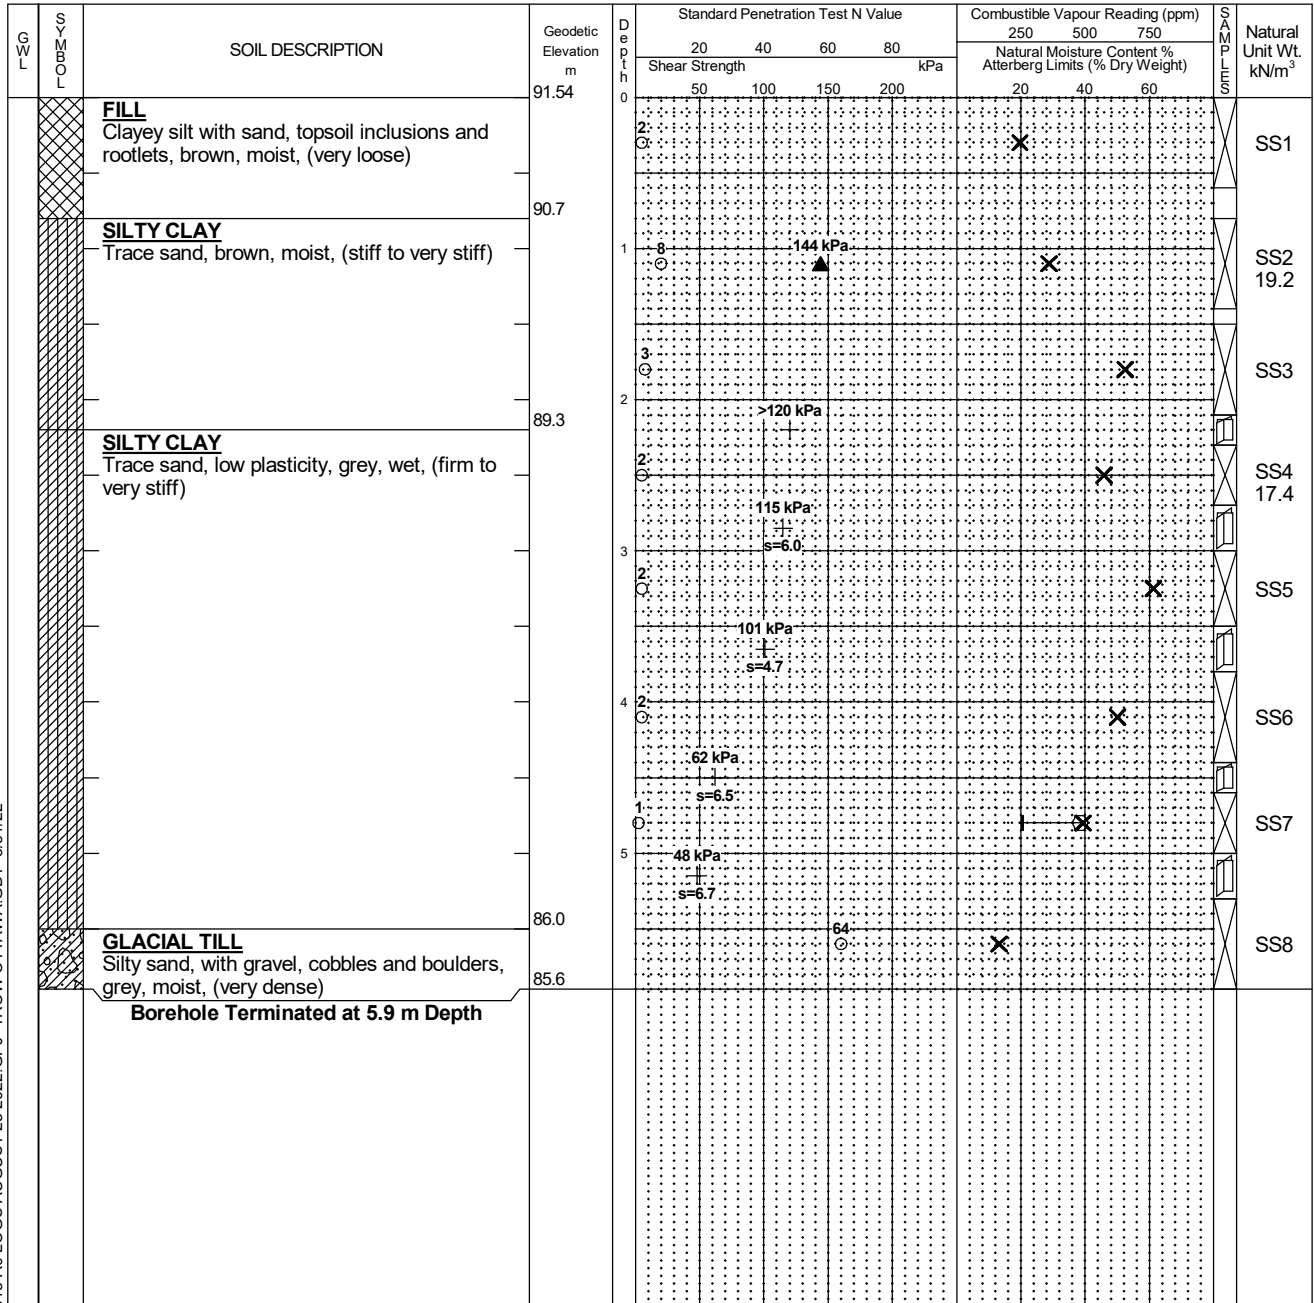 GWL
SYMBOL
SOIL DESCRIPTION
Geodetic
Elevation
m
Depth
Standard Penetration Test N Value
20 40 60 80
Shear Strength kPa
50 100 150 200
Combustible Vapour Reading (ppm)
250 500 750
Natural Moisture Content %
Atterberg Limits (% Dry Weight)
20 40 60
SAMPLES
Natural
Unit Wt.
kN/m³
91.54
0
FILL
Clayey silt with sand, topsoil inclusions and
rootlets, brown, moist, (very loose)
2
SS1
90.7
SILTY CLAY
Trace sand, brown, moist, (stiff to very stiff)
1
8
144 kPa
SS2
19.2
3
SS3
2
>120 kPa
89.3
SILTY CLAY
Trace sand, low plasticity, grey, wet, (firm to
very stiff)
2
SS4
17.4
115 kPa
s=6.0
3
2
SS5
101 kPa
s=4.7
4
2
SS6
62 kPa
s=6.5
1
SS7
5
48 kPa
s=6.7
86.0
GLACIAL TILL
Silty sand, with gravel, cobbles and boulders,
grey, moist, (very dense)
64
SS8
85.6
Borehole Terminated at 5.9 m Depth